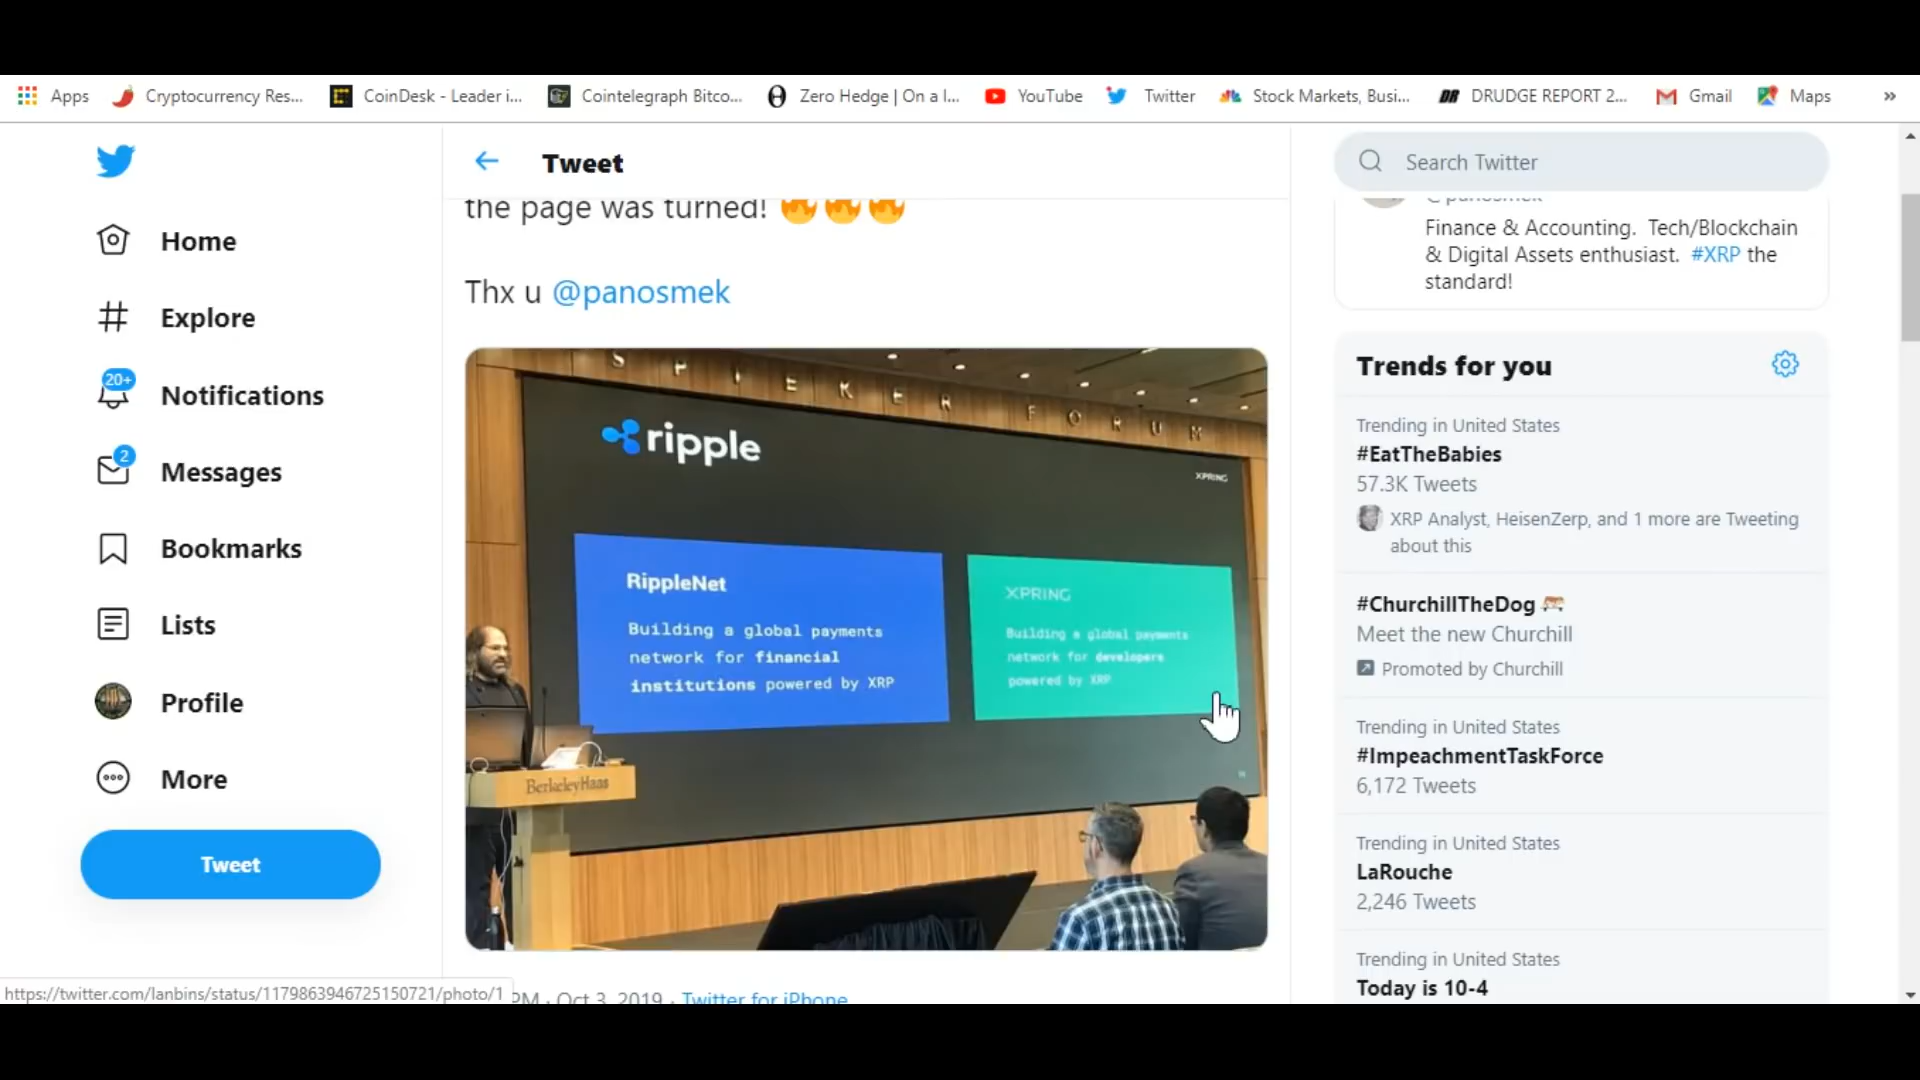 Apps
Cryptocurrency Res...
CoinDesk - Leader i...
Cointelegraph Bitco...
Zero Hedge | On a l...
YouTube
Twitter
Stock Markets, Busi...
DR DRUDGE REPORT 2...
Gmail
Maps
»
Home
Explore
20+
Notifications
2
Messages
Bookmarks
Lists
Profile
More
Tweet
Tweet
the page was turned! 🔥🔥🔥
Thx u @panosmek
SPIEKER FORUM
ripple
XPRING
RippleNet
Building a global payments
network for financial
institutions powered by XRP
XPRING
Building a global payments
network for developers
powered by XRP
BerkeleyHaas
PM · Oct 3, 2019 · Twitter for iPhone
https://twitter.com/lanbins/status/1179863946725150721/photo/1
Search Twitter
@panosmek
Finance & Accounting. Tech/Blockchain
& Digital Assets enthusiast. #XRP the
standard!
Trends for you
Trending in United States
#EatTheBabies
57.3K Tweets
XRP Analyst, HeisenZerp, and 1 more are Tweeting
about this
#ChurchillTheDog
Meet the new Churchill
Promoted by Churchill
Trending in United States
#ImpeachmentTaskForce
6,172 Tweets
Trending in United States
LaRouche
2,246 Tweets
Trending in United States
Today is 10-4